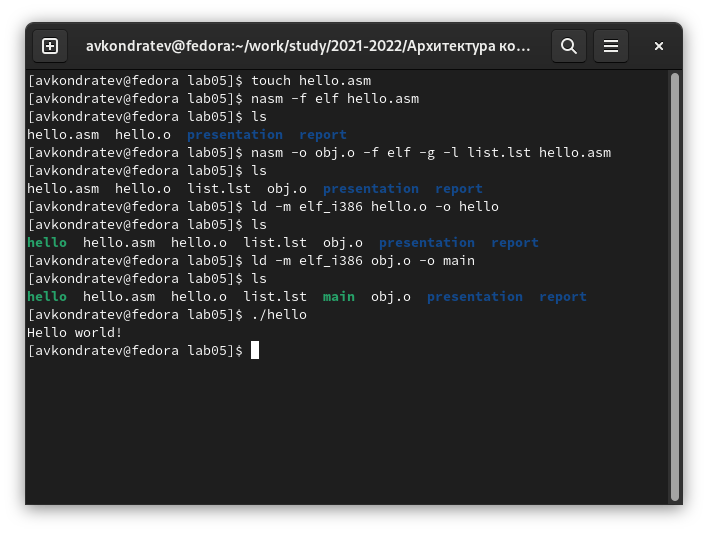 avkondratev@fedora:~/work/study/2021-2022/Архитектура ко...
[avkondratev@fedora lab05]$ touch hello.asm
[avkondratev@fedora lab05]$ nasm -f elf hello.asm
[avkondratev@fedora lab05]$ ls
hello.asm  hello.o  presentation  report
[avkondratev@fedora lab05]$ nasm -o obj.o -f elf -g -l list.lst hello.asm
[avkondratev@fedora lab05]$ ls
hello.asm  hello.o  list.lst  obj.o  presentation  report
[avkondratev@fedora lab05]$ ld -m elf_i386 hello.o -o hello
[avkondratev@fedora lab05]$ ls
hello  hello.asm  hello.o  list.lst  obj.o  presentation  report
[avkondratev@fedora lab05]$ ld -m elf_i386 obj.o -o main
[avkondratev@fedora lab05]$ ls
hello  hello.asm  hello.o  list.lst  main  obj.o  presentation  report
[avkondratev@fedora lab05]$ ./hello
Hello world!
[avkondratev@fedora lab05]$